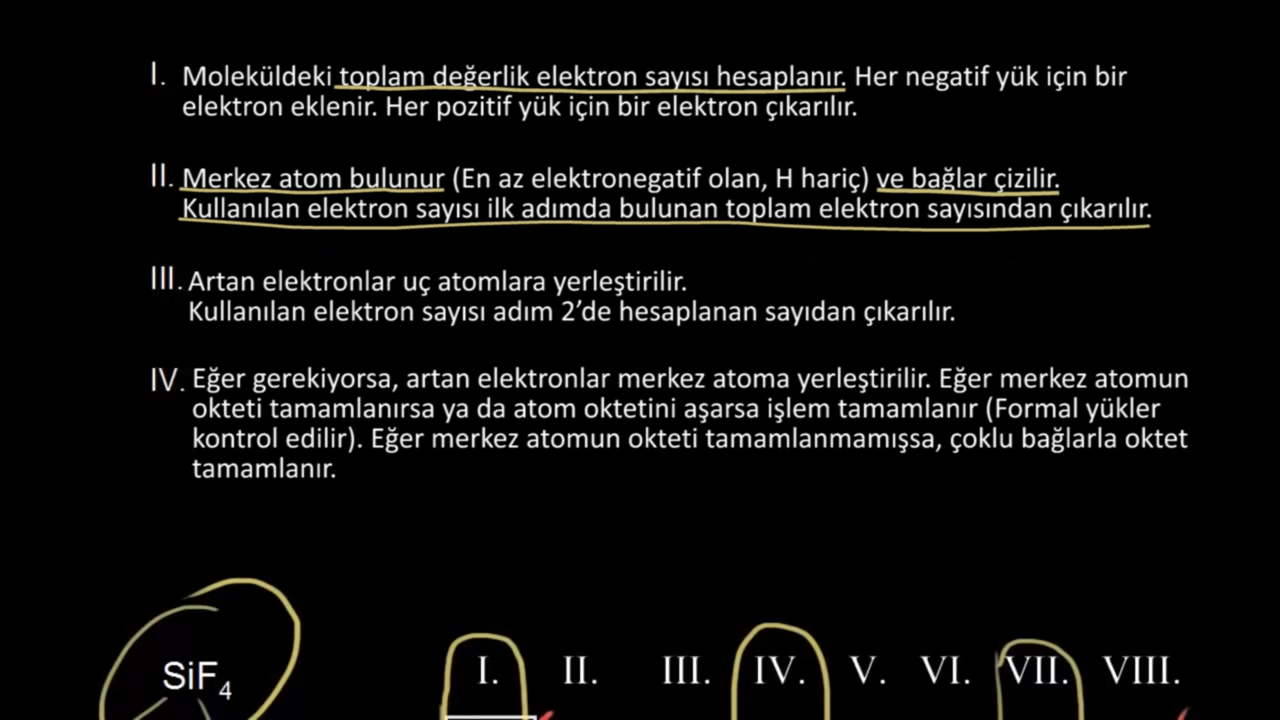 I. Moleküldeki toplam değerlik elektron sayısı hesaplanır. Her negatif yük için bir
elektron eklenir. Her pozitif yük için bir elektron çıkarılır.
II. Merkez atom bulunur (En az elektronegatif olan, H hariç) ve bağlar çizilir.
Kullanılan elektron sayısı ilk adımda bulunan toplam elektron sayısından çıkarılır.
III. Artan elektronlar uç atomlara yerleştirilir.
Kullanılan elektron sayısı adım 2’de hesaplanan sayıdan çıkarılır.
IV. Eğer gerekiyorsa, artan elektronlar merkez atoma yerleştirilir. Eğer merkez atomun
okteti tamamlanırsa ya da atom oktetini aşarsa işlem tamamlanır (Formal yükler
kontrol edilir). Eğer merkez atomun okteti tamamlanmamışsa, çoklu bağlarla oktet
tamamlanır.
SiF4 I. II. III. IV. V. VI. VII. VIII.